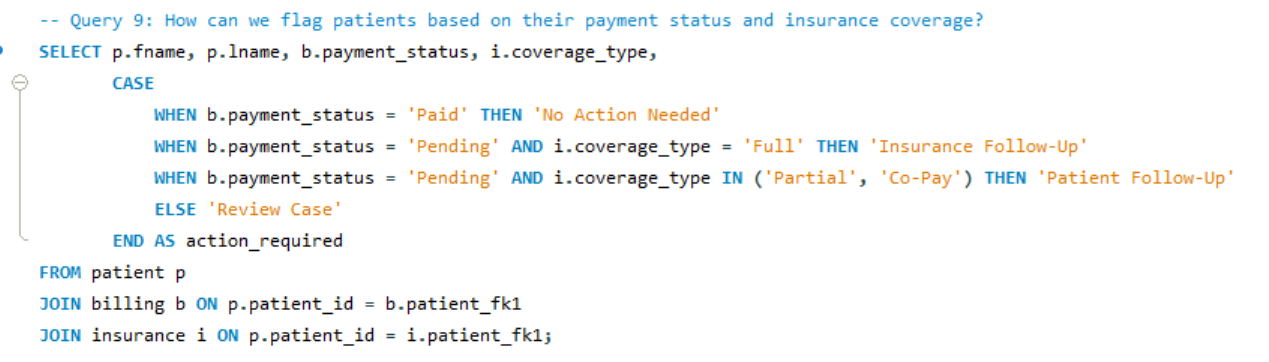 -- Query 9: How can we flag patients based on their payment status and insurance coverage?
SELECT p.fname, p.lname, b.payment_status, i.coverage_type,
CASE
WHEN b.payment_status = 'Paid' THEN 'No Action Needed'
WHEN b.payment_status = 'Pending' AND i.coverage_type = 'Full' THEN 'Insurance Follow-Up'
WHEN b.payment_status = 'Pending' AND i.coverage_type IN ('Partial', 'Co-Pay') THEN 'Patient Follow-Up'
ELSE 'Review Case'
END AS action_required
FROM patient p
JOIN billing b ON p.patient_id = b.patient_fk1
JOIN insurance i ON p.patient_id = i.patient_fk1;